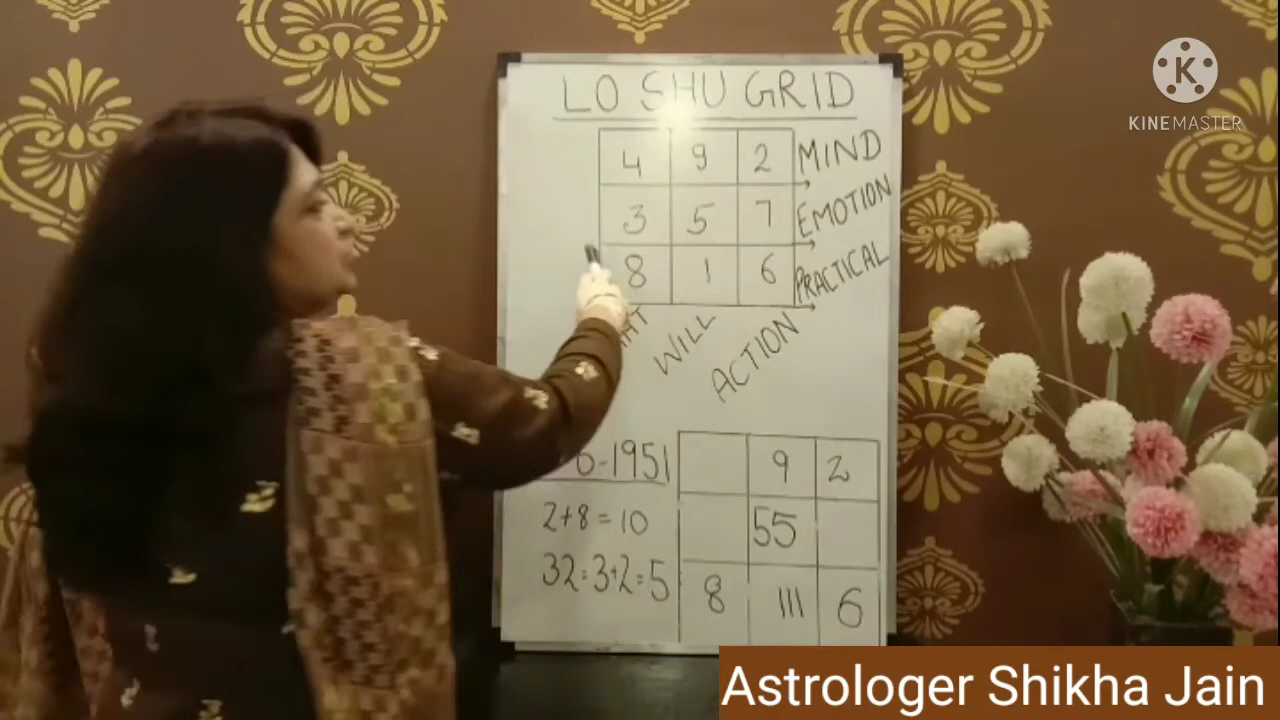 LO SHU GRID
KINEMASTER
4 9 2 MIND
3 5 7 EMOTION
8 1 6 PRACTICAL
WILL ACTION
6-1951
9 2
2+8=10
55
32=3+2=5
8 111 6
Astrologer Shikha Jain